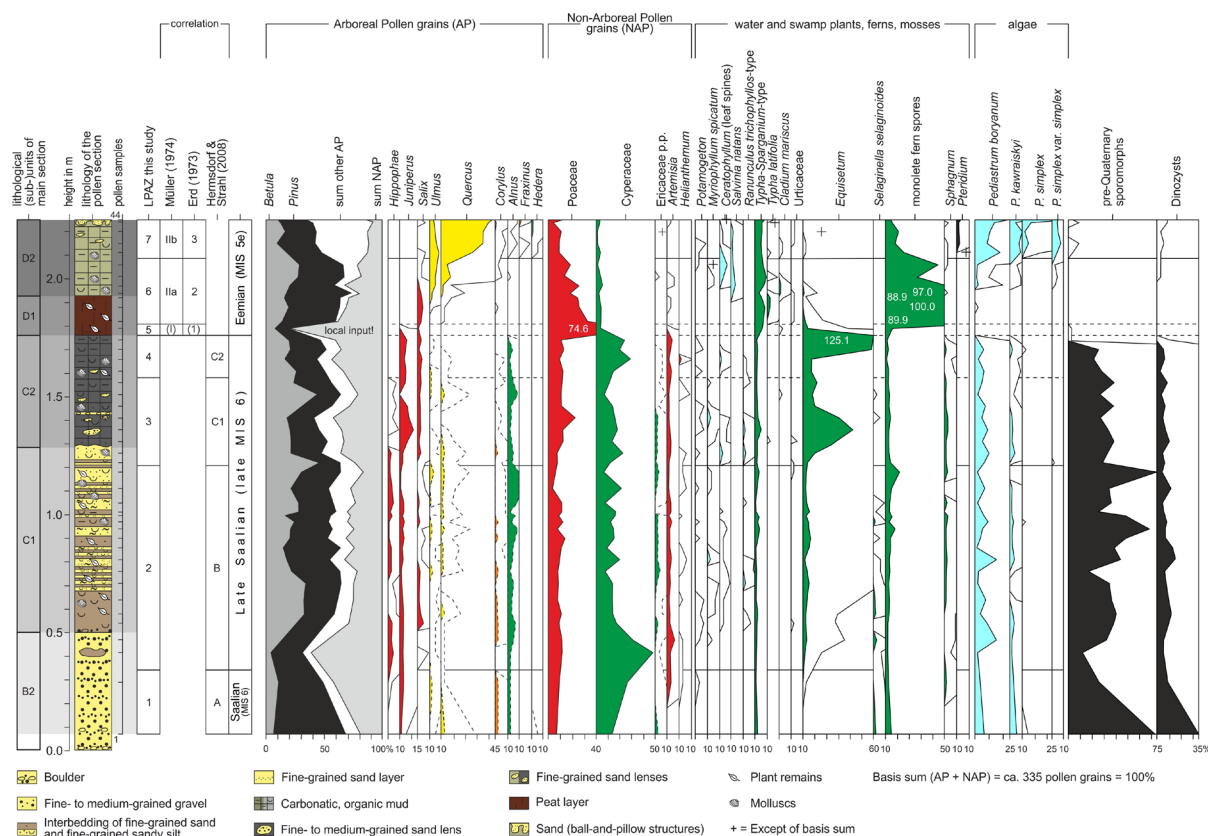 correlation
Arboreal Pollen grains (AP)
Non-Arboreal Pollen
grains (NAP)
water and swamp plants, ferns, mosses
algae
lithological
(sub-)units of
main section
height in m
lithology of the
pollen section
pollen samples
LPAZ this study
Müller (1974)
Erd (1973)
Hermsdorf &
Strahl (2008)
Betula
Pinus
sum other AP
sum NAP
Hippophae
Juniperus
Salix
Ulmus
Quercus
Corylus
Alnus
Fraxinus
Hedera
Poaceae
Cyperaceae
Ericaceae p.p.
Artemisia
Helianthemum
Potamogeton
Myriophyllum spicatum
Ceratophyllum (leaf spines)
Salvinia natans
Ranunculus trichophyllos-type
Typha-Sparganium-type
Typha latifolia
Cladium mariscus
Urticaceae
Equisetum
Selaginella selaginoides
monolete fern spores
Sphagnum
Pteridium
Pediastrum boryanum
P. kawraiskyi
P. simplex
P. simplex var. simplex
pre-Quaternary
sporomorphs
Dinozysts
44
D2
D1
C2
C1
B2
2.0
1.5
1.0
0.5
0.0
1
7
6
5
4
3
2
1
IIb
IIa
(I)
3
2
(1)
C2
C1
B
A
Eemian (MIS 5e)
Late Saalian (late MIS 6)
Saalian
(MIS 6)
local input!
74.6
125.1
88.9
97.0
100.0
89.9
0 50 100% 10 10 15 10 10 45 10 10 10 10 40 50 10 10 10 10 10 10 10 10 10 10 10 10 60 10 50 10 10 25 10 25 10 10 75 10 35%
Boulder
Fine- to medium-grained gravel
Interbedding of fine-grained sand
and fine-grained sandy silt
Fine-grained sand layer
Carbonatic, organic mud
Fine- to medium-grained sand lens
Fine-grained sand lenses
Peat layer
Sand (ball-and-pillow structures)
Plant remains
Molluscs
+ = Except of basis sum
Basis sum (AP + NAP) = ca. 335 pollen grains = 100%